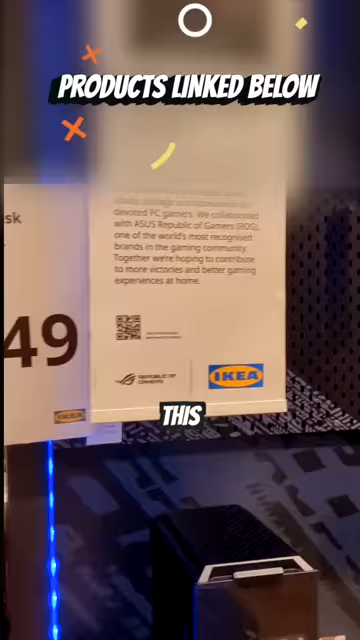 PRODUCTS LINKED BELOW
devoted PC gamers. We collaborated
with ASUS Republic of Gamers (ROG),
one of the world's most recognised
brands in the gaming community.
Together we're hoping to contribute
to more victories and better gaming
experiences at home.
sk
49
REPUBLIC OF
GAMERS
IKEA
IKEA
THIS